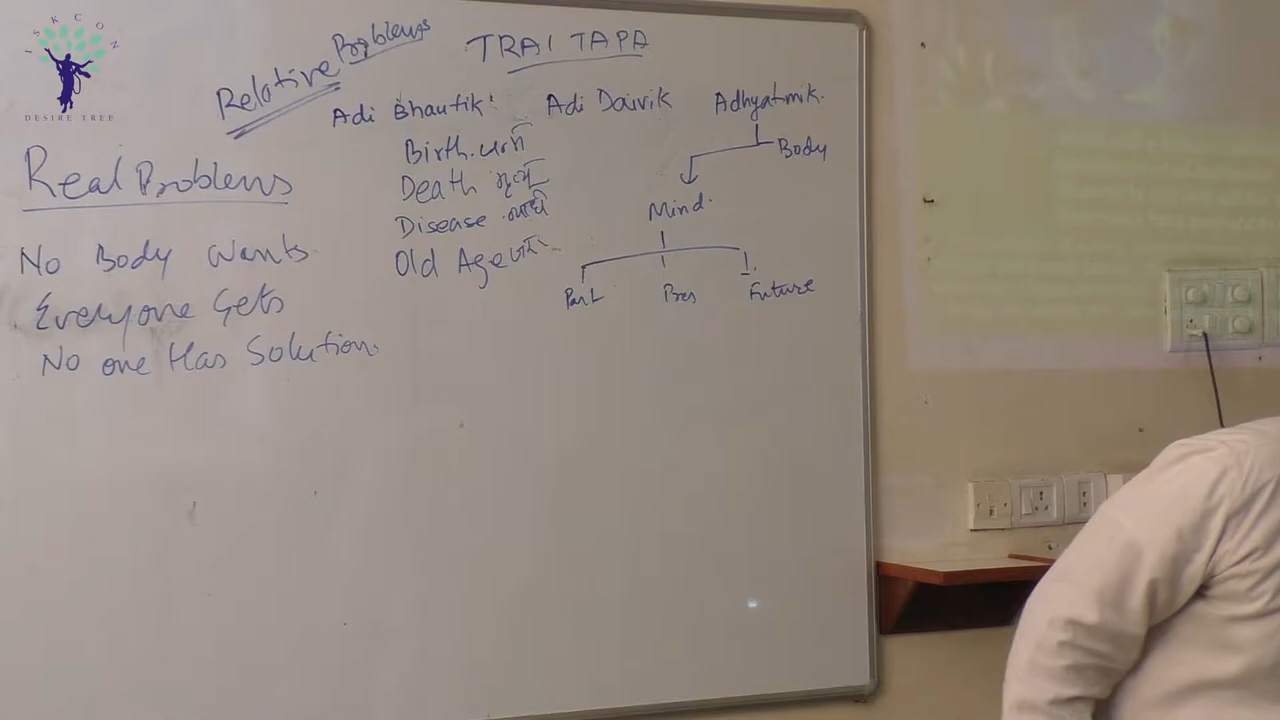 ISKCON
DESIRE TREE
Relative Problems
TRAI TAPA
Adi Bhautik
Adi Daivik
Adhyatmik.
Body
Mind.
Past
Pres
Future
Birth.
Death मृत्यु
Disease
Old Age
Real Problems
No Body Wants
Everyone Gets
No one Has Solution.